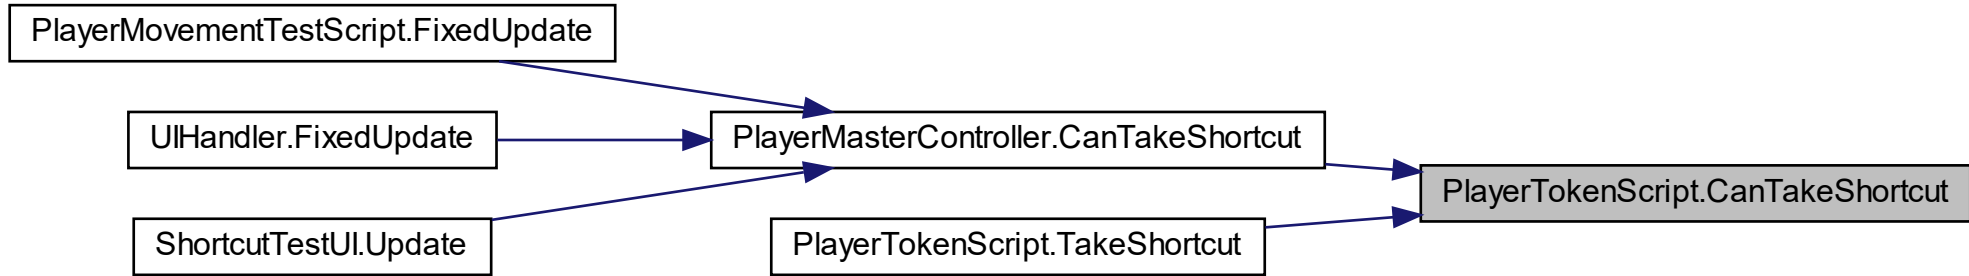 PlayerMovementTestScript.FixedUpdate
UIHandler.FixedUpdate
PlayerMasterController.CanTakeShortcut
PlayerTokenScript.CanTakeShortcut
ShortcutTestUI.Update
PlayerTokenScript.TakeShortcut